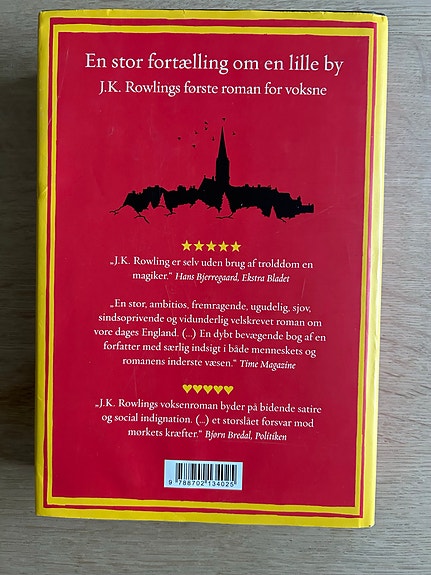 En stor fortælling om en lille by
J.K. Rowlings første roman for voksne
„J.K. Rowling er selv uden brug af trolddom en
magiker.” Hans Bjerregaard, Ekstra Bladet
„En stor, ambitiøs, fremragende, ugudelig, sjov,
sindsoprivende og vidunderlig velskrevet roman om
vore dages England. (...) En dybt bevægende bog af en
forfatter med særlig indsigt i både menneskets og
romanens inderste væsen.” Time Magazine
„J.K. Rowlings voksenroman byder på bidende satire
og social indignation. (...) et storslået forsvar mod
mørkets kræfter.” Bjørn Bredal, Politiken
9 788702 134025